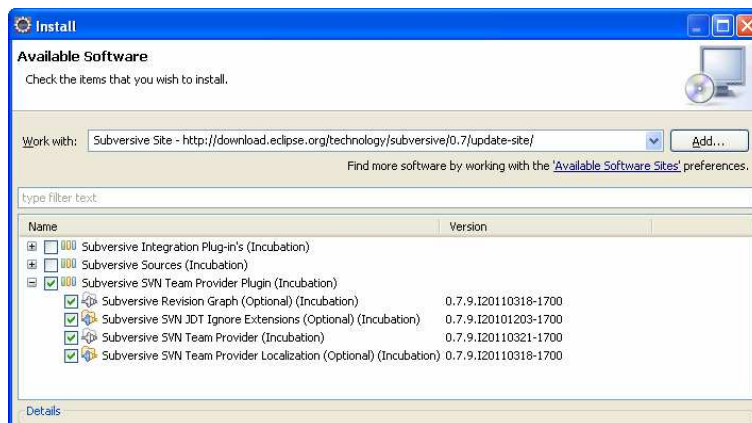 Install
Available Software
Check the items that you wish to install.
Work with: Subversive Site - http://download.eclipse.org/technology/subversive/0.7/update-site/ Add...
Find more software by working with the 'Available Software Sites' preferences.
type filter text
Name Version
Subversive Integration Plug-in's (Incubation)
Subversive Sources (Incubation)
Subversive SVN Team Provider Plugin (Incubation)
Subversive Revision Graph (Optional) (Incubation) 0.7.9.I20110318-1700
Subversive SVN JDT Ignore Extensions (Optional) (Incubation) 0.7.9.I20101203-1700
Subversive SVN Team Provider (Incubation) 0.7.9.I20110321-1700
Subversive SVN Team Provider Localization (Optional) (Incubation) 0.7.9.I20110318-1700
Details